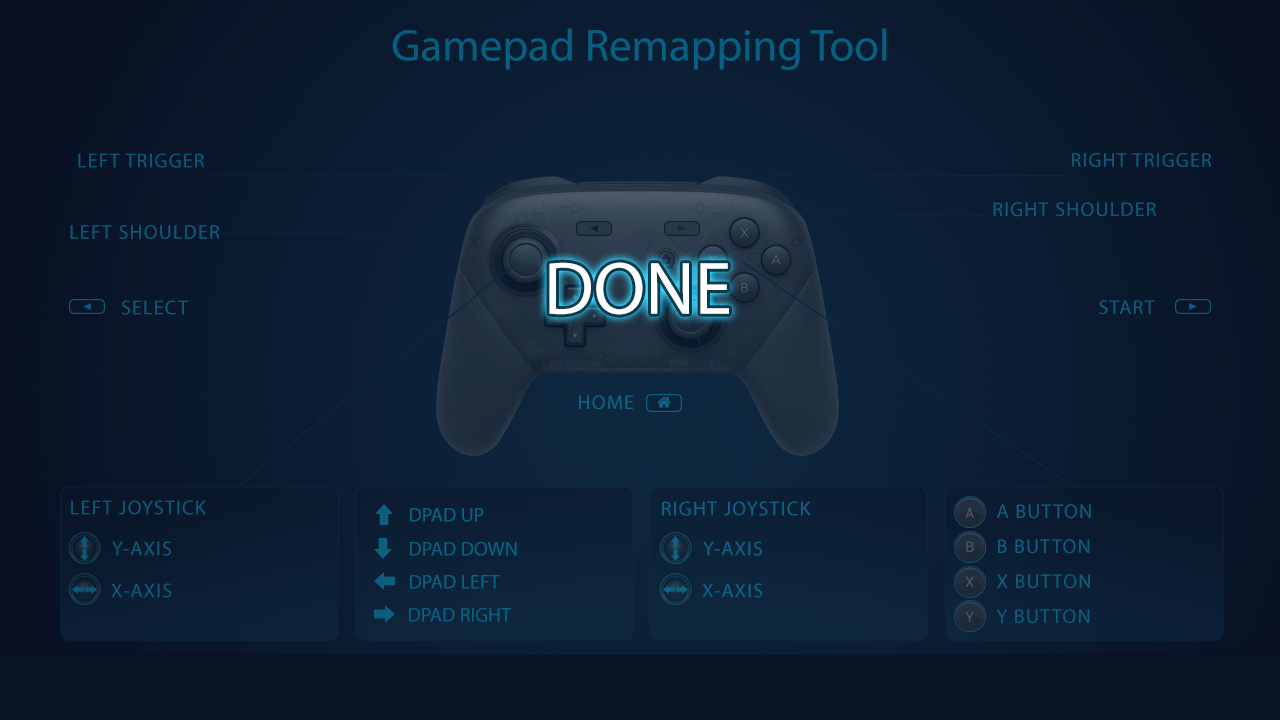 Gamepad Remapping Tool
LEFT TRIGGER
RIGHT TRIGGER
RIGHT SHOULDER
LEFT SHOULDER
X
A
B
DONE
SELECT
START
HOME
LEFT JOYSTICK
Y-AXIS
X-AXIS
DPAD UP
DPAD DOWN
DPAD LEFT
DPAD RIGHT
RIGHT JOYSTICK
Y-AXIS
X-AXIS
A A BUTTON
B B BUTTON
X X BUTTON
Y Y BUTTON